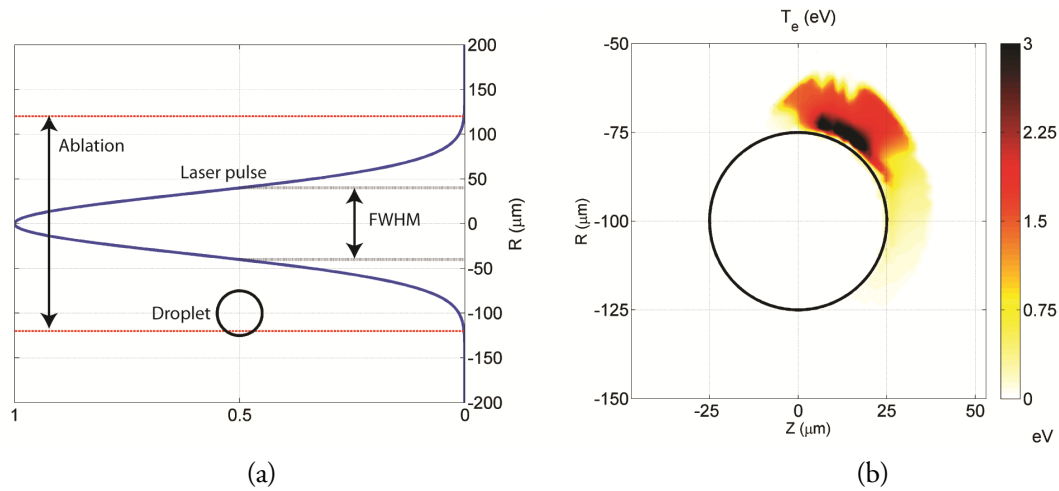 T_e (eV)
200
150
100
50
0
-50
-100
-150
-200
R (μm)
1
0.5
0
Ablation
Laser pulse
FWHM
Droplet
(a)
-50
-75
-100
-125
-150
R (μm)
-25
0
25
50
Z (μm)
3
2.25
1.5
0.75
0
eV
(b)